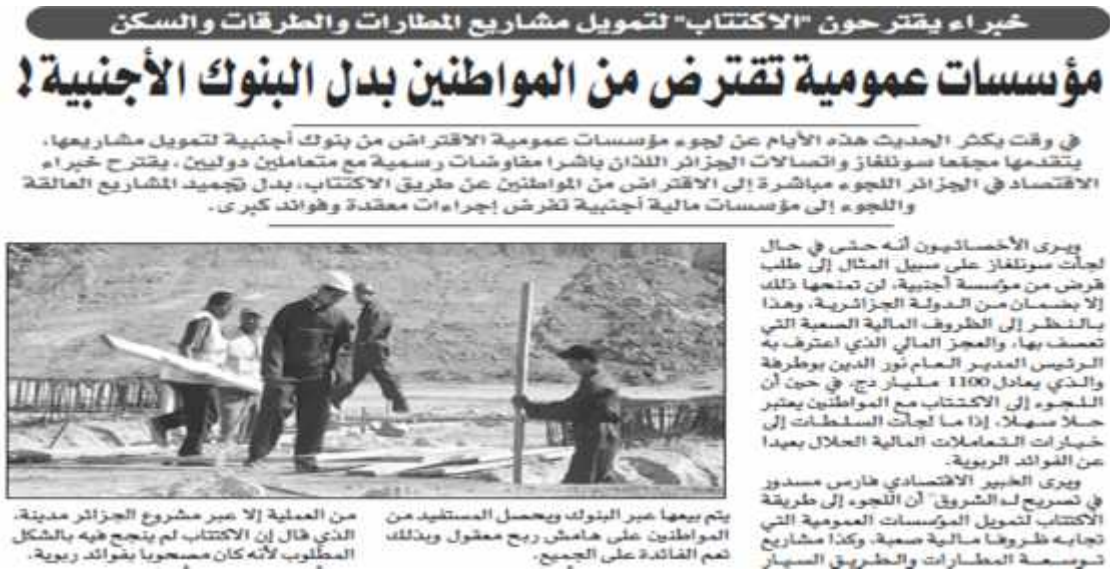 خبراء يقترحون "الاكتتاب" لتمويل مشاريع المطارات والطرقات والسكن
مؤسسات عمومية تقترض من المواطنين بدل البنوك الأجنبية!
في وقت يكثر الحديث هذه الأيام عن لجوء مؤسسات عمومية الاقتراض من بنوك أجنبية لتمويل مشاريعها،
يتقدمها مجمّعا سونلغاز واتصالات الجزائر اللذان باشرا مفاوضات رسمية مع متعاملين دوليين، يقترح خبراء
الاقتصاد في الجزائر اللجوء مباشرة إلى الاقتراض من المواطنين عن طريق الاكتتاب، بدل تجميد المشاريع العالقة
واللجوء إلى مؤسسات مالية أجنبية تفرض إجراءات معقدة وفوائد كبرى.
ويرى الأخصائيون أنه حتى في حال
لجأت سونلغاز على سبيل المثال إلى طلب
قرض من مؤسسة أجنبية، لن تمنحها ذلك
إلا بضمان من الدولة الجزائرية، وهذا
بالنظر إلى الظروف المالية الصعبة التي
تعصف بها، والعجز المالي الذي اعترف به
الرئيس المدير العام نور الدين بوطرفة
والذي يعادل 1100 مليار دج، في حين أن
اللجوء إلى الاكتتاب مع المواطنين يعتبر
حلا سهلا، إذا ما لجأت السلطات إلى
خيارات التعاملات المالية الحلال بعيدا
عن الفوائد الربوية.
ويرى الخبير الاقتصادي فارس مسدور
في تصريح لـ"الشروق" أن اللجوء إلى طريقة
الاكتتاب لتمويل المؤسسات العمومية التي
تجابه ظروفا مالية صعبة، وكذا مشاريع
توسعة المطارات والطريق السيار
يتم بيعها عبر البنوك ويحصل المستفيد من
المواطنين على هامش ربح معقول وبذلك
تعم الفائدة على الجميع.
من العملية إلا عبر مشروع الجزائر مدينة،
الذي قال إن الاكتتاب لم ينجح فيه بالشكل
المطلوب لأنه كان مصحوبا بفوائد ربوية،